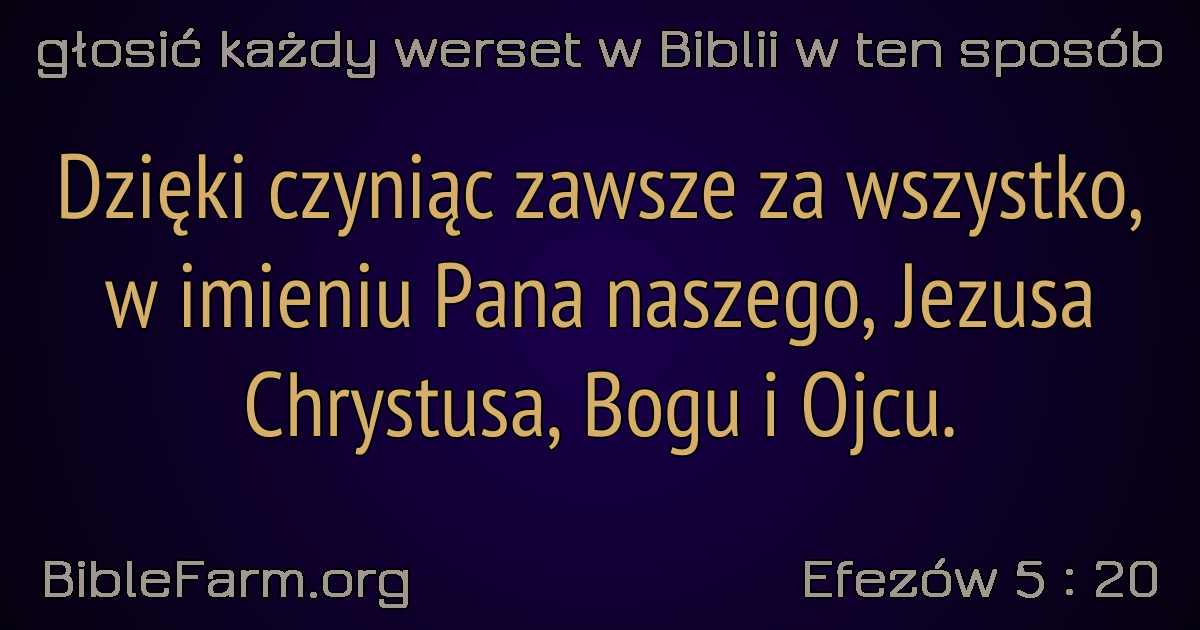 głosić każdy werset w Biblii w ten sposób
Dzięki czyniąc zawsze za wszystko,
w imieniu Pana naszego, Jezusa
Chrystusa, Bogu i Ojcu.
BibleFarm.org
Efezów 5 : 20